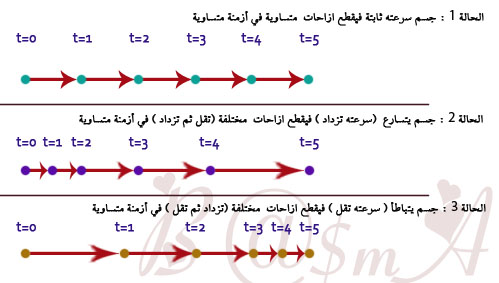 الحالة 1 : جسم سرعته ثابتة فيقطع ازاحات متساوية في أزمنة متساوية
t=0 t=1 t=2 t=3 t=4 t=5
الحالة 2 : جسم يتسارع (سرعته تزداد ) فيقطع ازاحات مختلفة (تقل ثم تزداد ) في أزمنة متساوية
t=0 t=1 t=2 t=3 t=4 t=5
الحالة 3 : جسم يتباطأ ( سرعته تقل ) فيقطع ازاحات مختلفة (تزداد ثم تقل ) في أزمنة متساوية
t=0 t=1 t=2 t=3 t=4 t=5
B@$mA